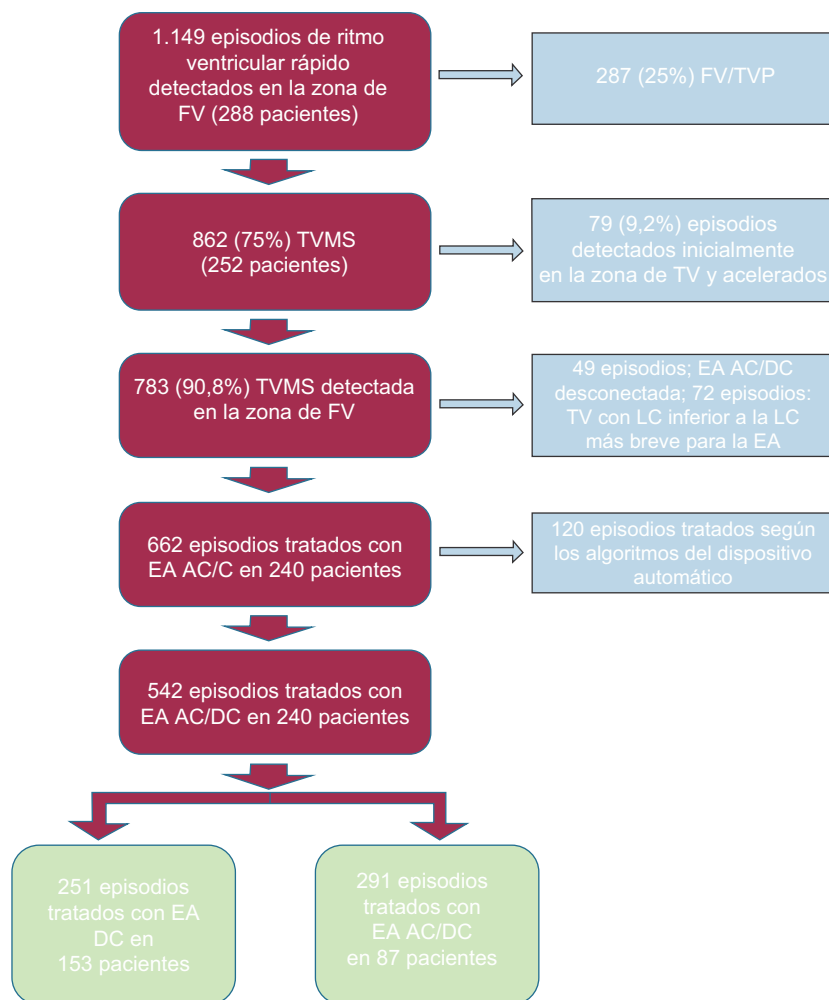 1.149 episodios de ritmo
ventricular rápido
detectados en la zona de
FV (288 pacientes)
287 (25%) FV/TVP
862 (75%) TVMS
(252 pacientes)
79 (9,2%) episodios
detectados inicialmente
en la zona de TV y acelerados
783 (90,8%) TVMS detectada
en la zona de FV
49 episodios; EA AC/DC
desconectada; 72 episodios:
TV con LC inferior a la LC
más breve para la EA
662 episodios tratados con
EA AC/C en 240 pacientes
120 episodios tratados según
los algoritmos del dispositivo
automático
542 episodios tratados con
EA AC/DC en 240 pacientes
251 episodios
tratados con EA
DC en
153 pacientes
291 episodios
tratados con
EA AC/DC
en 87 pacientes